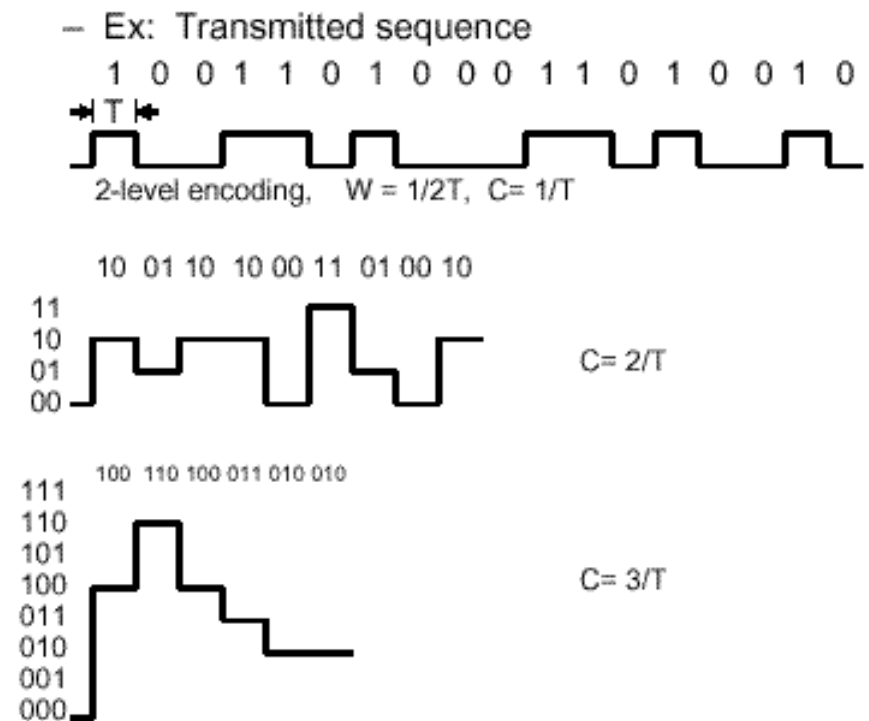 – Ex: Transmitted sequence
1 0 0 1 1 0 1 0 0 0 1 1 0 1 0 0 1 0
T
2-level encoding, W = 1/2T, C= 1/T
10 01 10 10 00 11 01 00 10
11
10
01
00
C= 2/T
100 110 100 011 010 010
111
110
101
100
011
010
001
000
C= 3/T